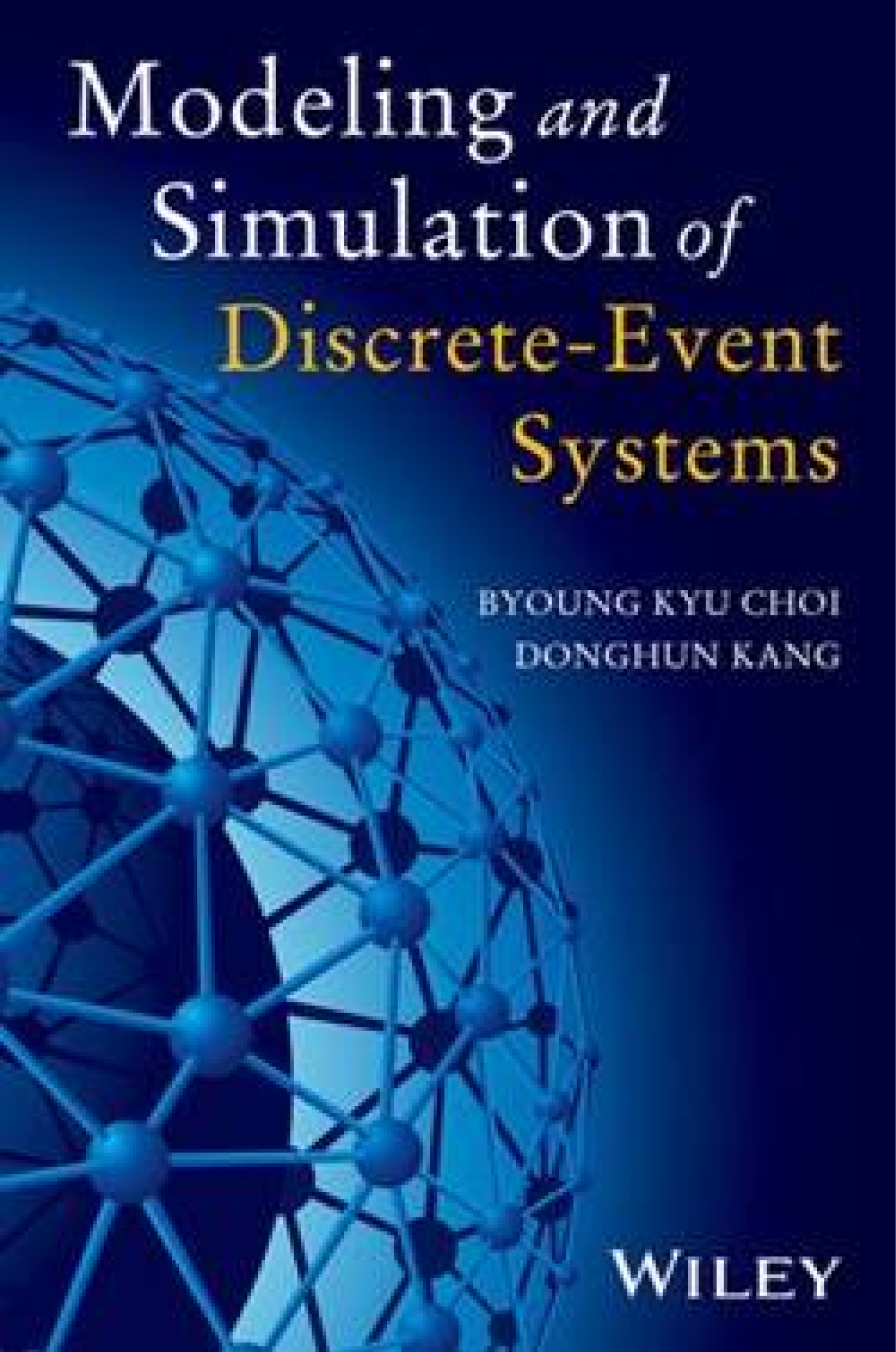 Modeling and
Simulation of
Discrete-Event
Systems
BYOUNG KYU CHOI
DONGHUN KANG
WILEY